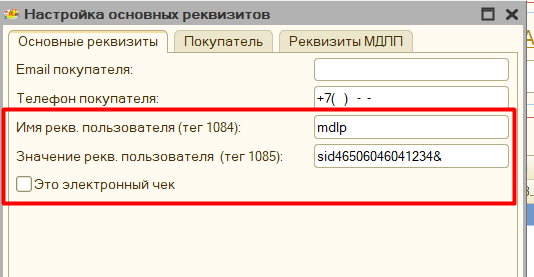 Настройка основных реквизитов
Основные реквизиты Покупатель Реквизиты МДЛП
Email покупателя:
Телефон покупателя: +7( ) - -
Имя рекв. пользователя (тег 1084): mdlp
Значение рекв. пользователя (тег 1085): sid46506046041234&
Это электронный чек